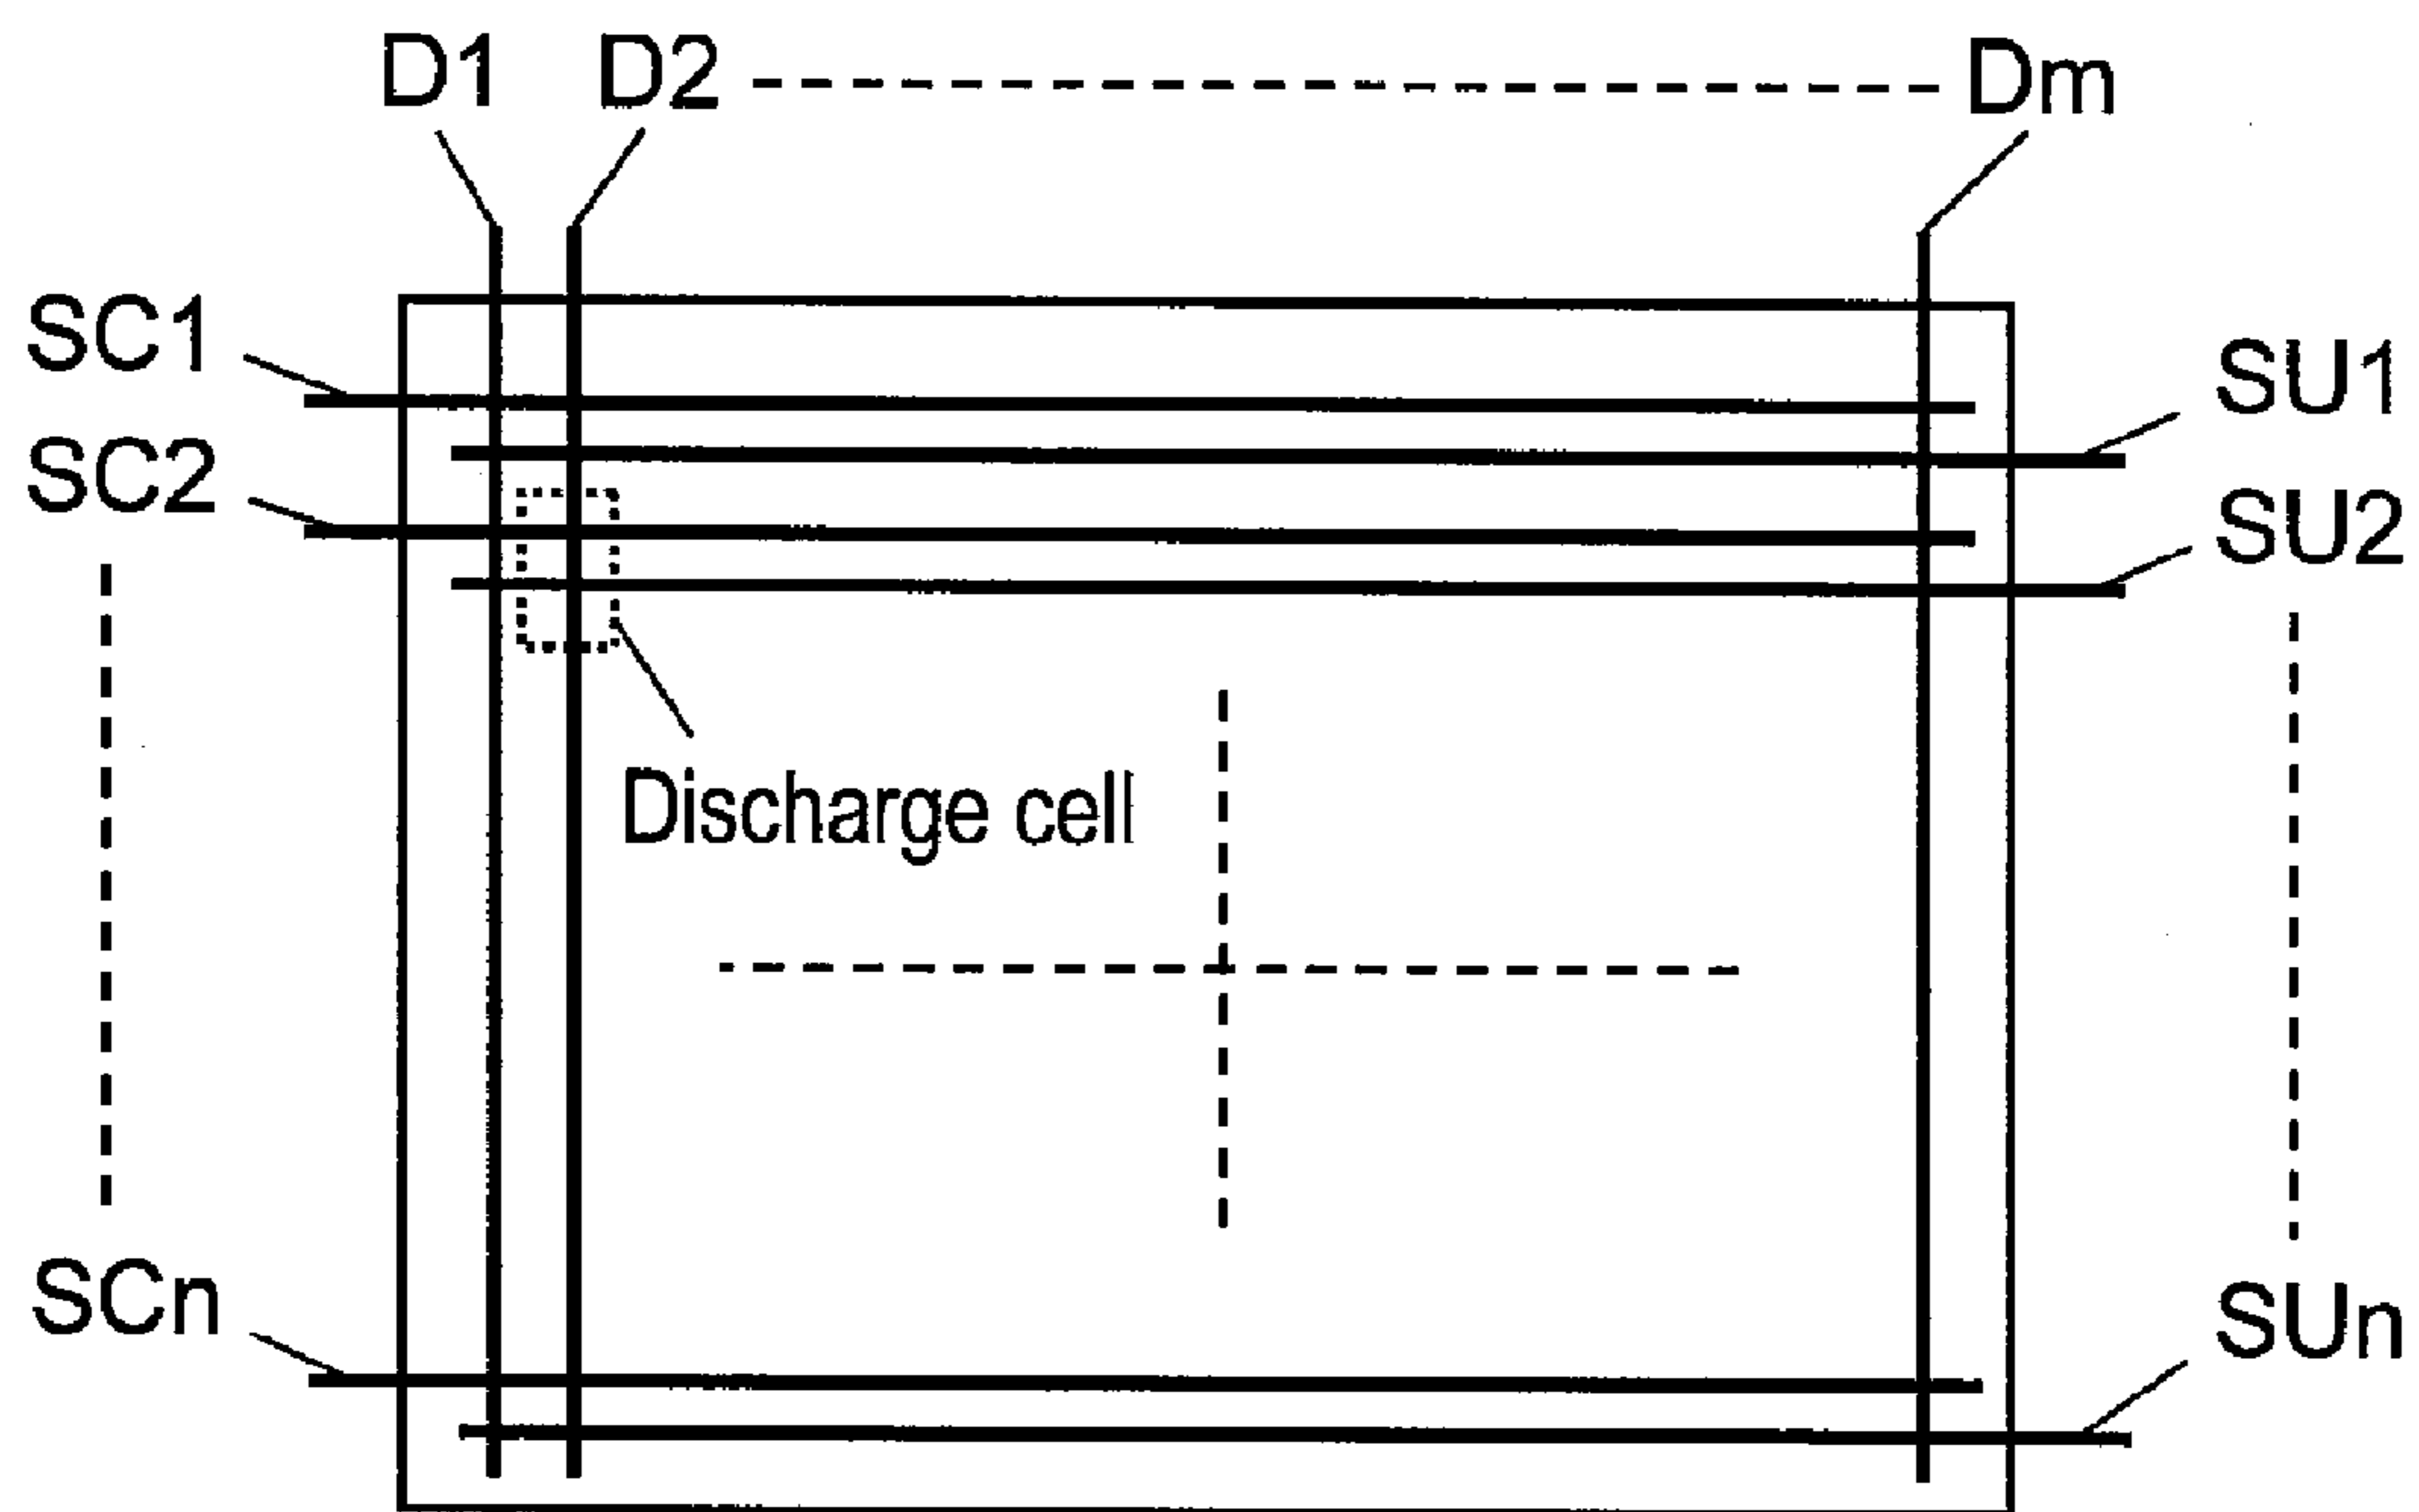 D1 D2 Dm
SC1
SU1
SC2
SU2
Discharge cell
SCn
SUn